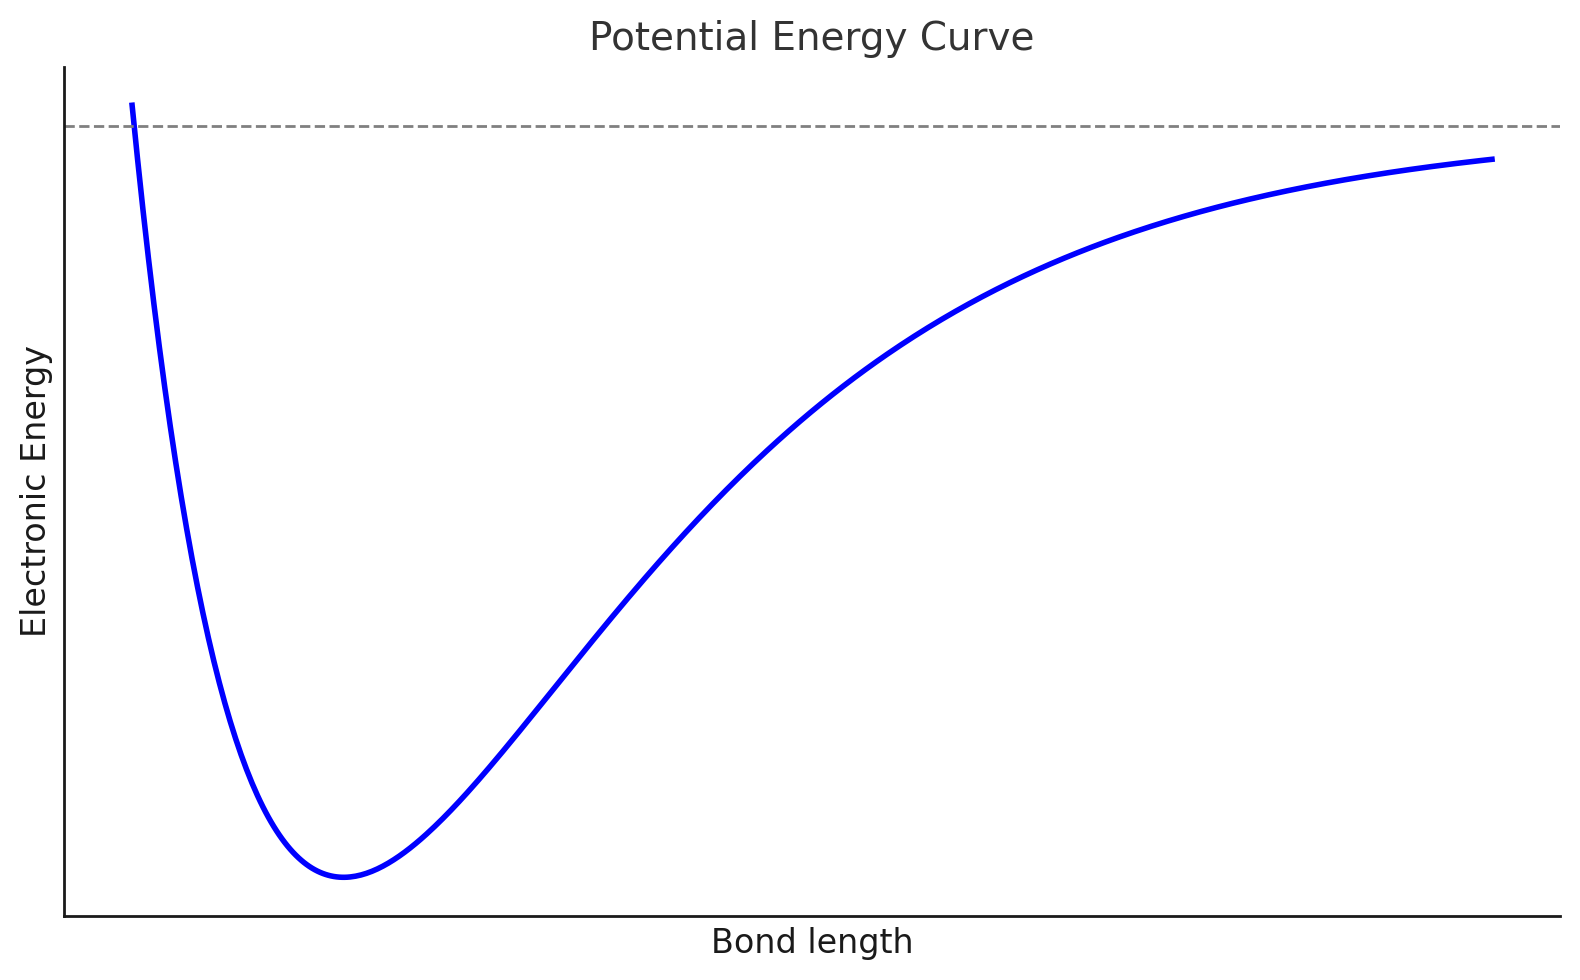 Potential Energy Curve
Electronic Energy
Bond length